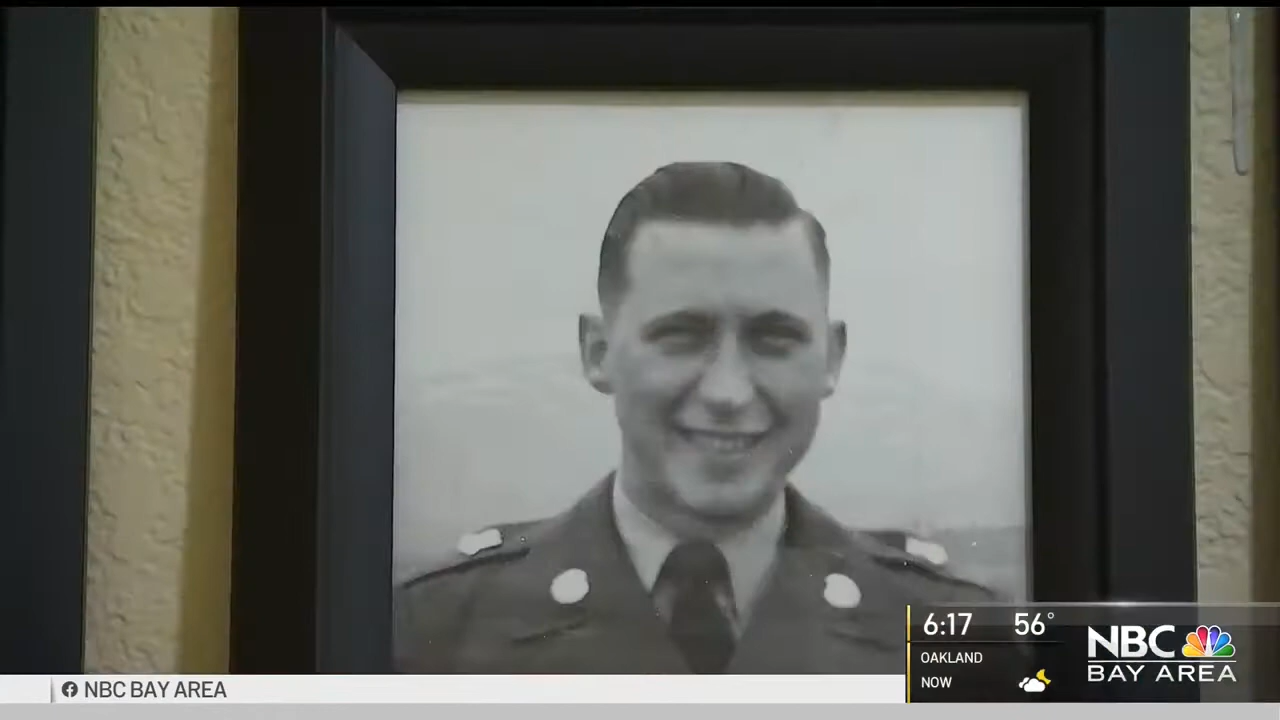 6:17 56°
OAKLAND
NOW
NBC
BAY AREA
NBC BAY AREA